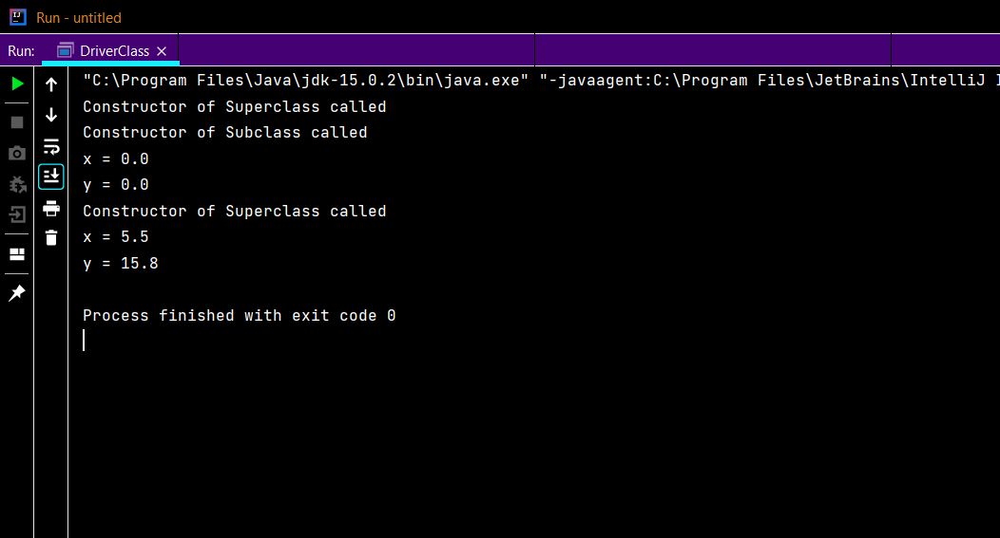 Run - untitled
Run: DriverClass
"C:\Program Files\Java\jdk-15.0.2\bin\java.exe" "-javaagent:C:\Program Files\JetBrains\IntelliJ
Constructor of Superclass called
Constructor of Subclass called
x = 0.0
y = 0.0
Constructor of Superclass called
x = 5.5
y = 15.8
Process finished with exit code 0